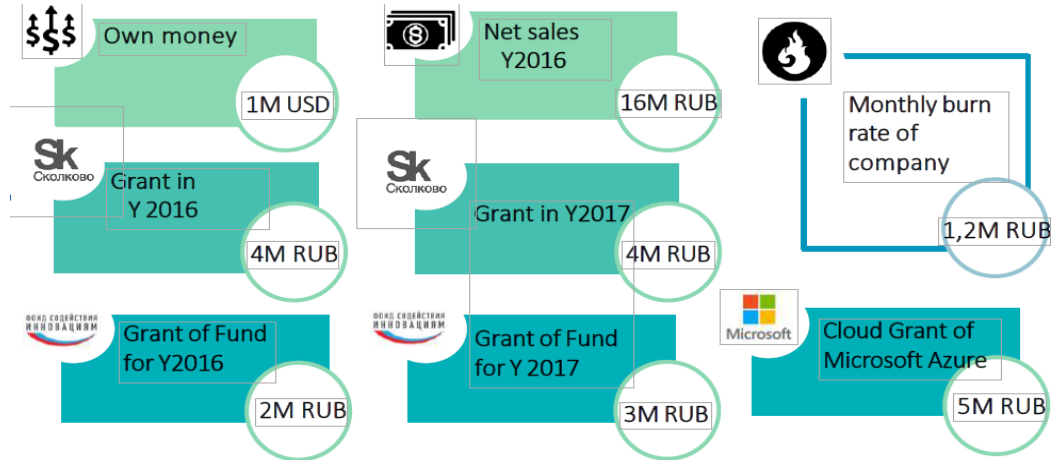 $$$
Own money
1M USD
Net sales
Y2016
16M RUB
Monthly burn
rate of
company
1,2M RUB
Sk
Сколково
Grant in
Y 2016
4M RUB
Sk
Сколково
Grant in Y2017
4M RUB
ФОНД СОДЕЙСТВИЯ
ИННОВАЦИЯМ
Grant of Fund
for Y2016
2M RUB
ФОНД СОДЕЙСТВИЯ
ИННОВАЦИЯМ
Grant of Fund
for Y 2017
3M RUB
Microsoft
Cloud Grant of
Microsoft Azure
5M RUB